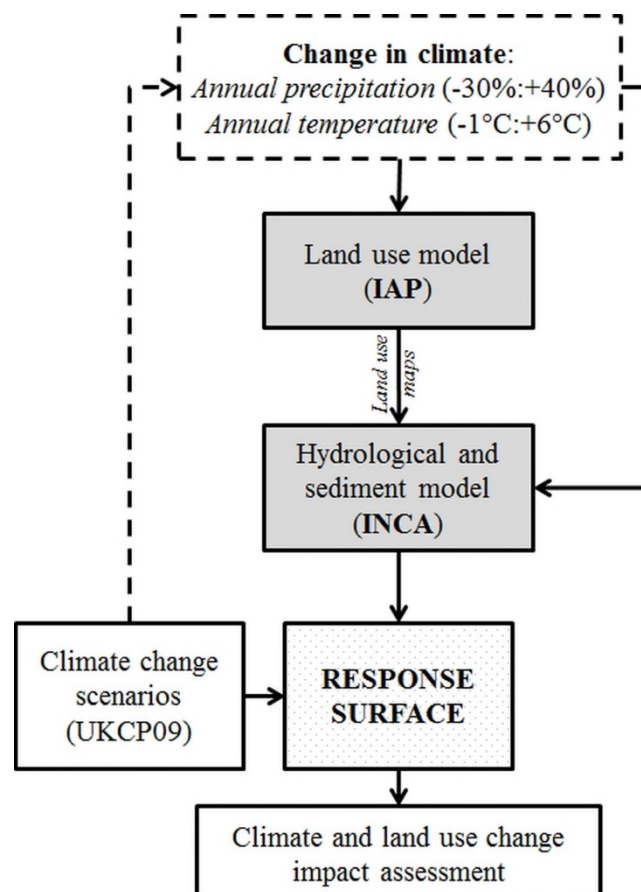 Change in climate:
Annual precipitation (-30%:+40%)
Annual temperature (-1°C:+6°C)
Land use model
(IAP)
Land use
maps
Hydrological and
sediment model
(INCA)
Climate change
scenarios
(UKCP09)
RESPONSE
SURFACE
Climate and land use change
impact assessment